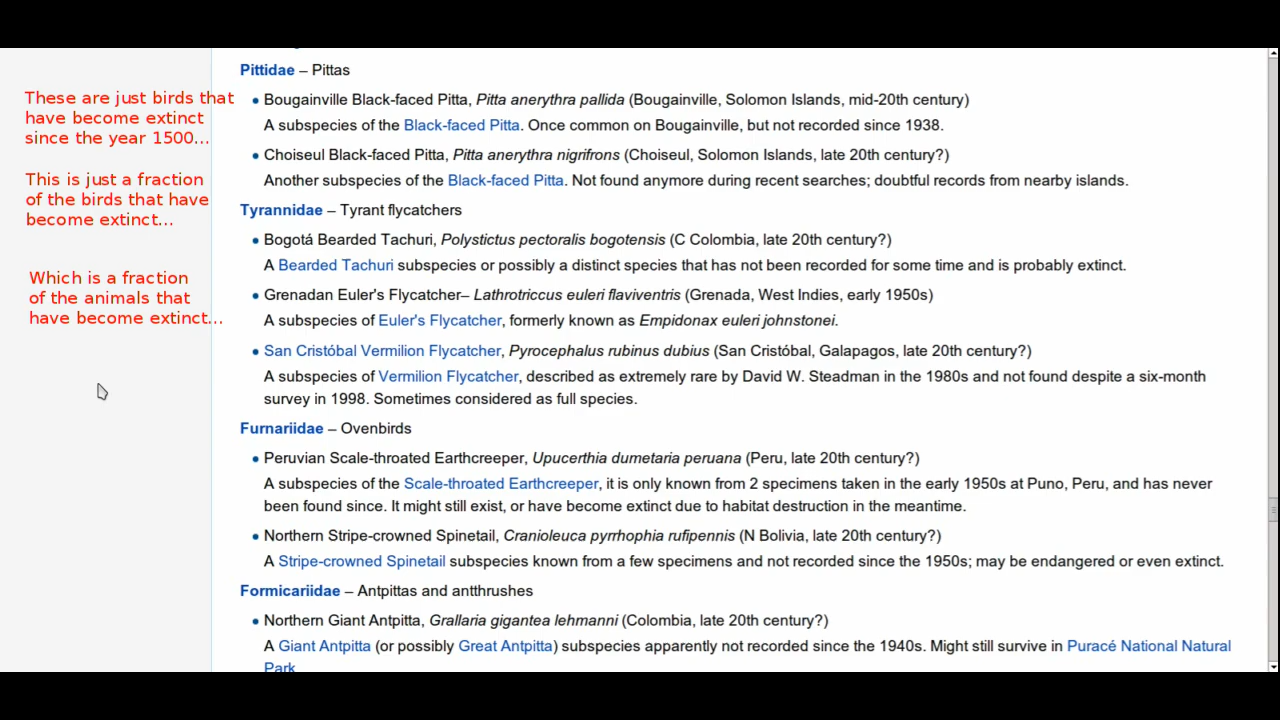 These are just birds that
have become extinct
since the year 1500...
This is just a fraction
of the birds that have
become extinct...
Which is a fraction
of the animals that
have become extinct...
Pittidae – Pittas
• Bougainville Black-faced Pitta, Pitta anerythra pallida (Bougainville, Solomon Islands, mid-20th century)
A subspecies of the Black-faced Pitta. Once common on Bougainville, but not recorded since 1938.
• Choiseul Black-faced Pitta, Pitta anerythra nigrifrons (Choiseul, Solomon Islands, late 20th century?)
Another subspecies of the Black-faced Pitta. Not found anymore during recent searches; doubtful records from nearby islands.
Tyrannidae – Tyrant flycatchers
• Bogotá Bearded Tachuri, Polystictus pectoralis bogotensis (C Colombia, late 20th century?)
A Bearded Tachuri subspecies or possibly a distinct species that has not been recorded for some time and is probably extinct.
• Grenadan Euler's Flycatcher– Lathrotriccus euleri flaviventris (Grenada, West Indies, early 1950s)
A subspecies of Euler's Flycatcher, formerly known as Empidonax euleri johnstonei.
• San Cristóbal Vermilion Flycatcher, Pyrocephalus rubinus dubius (San Cristóbal, Galapagos, late 20th century?)
A subspecies of Vermilion Flycatcher, described as extremely rare by David W. Steadman in the 1980s and not found despite a six-month
survey in 1998. Sometimes considered as full species.
Furnariidae – Ovenbirds
• Peruvian Scale-throated Earthcreeper, Upucerthia dumetaria peruana (Peru, late 20th century?)
A subspecies of the Scale-throated Earthcreeper, it is only known from 2 specimens taken in the early 1950s at Puno, Peru, and has never
been found since. It might still exist, or have become extinct due to habitat destruction in the meantime.
• Northern Stripe-crowned Spinetail, Cranioleuca pyrrhophia rufipennis (N Bolivia, late 20th century?)
A Stripe-crowned Spinetail subspecies known from a few specimens and not recorded since the 1950s; may be endangered or even extinct.
Formicariidae – Antpittas and antthrushes
• Northern Giant Antpitta, Grallaria gigantea lehmanni (Colombia, late 20th century?)
A Giant Antpitta (or possibly Great Antpitta) subspecies apparently not recorded since the 1940s. Might still survive in Puracé National Natural
Park